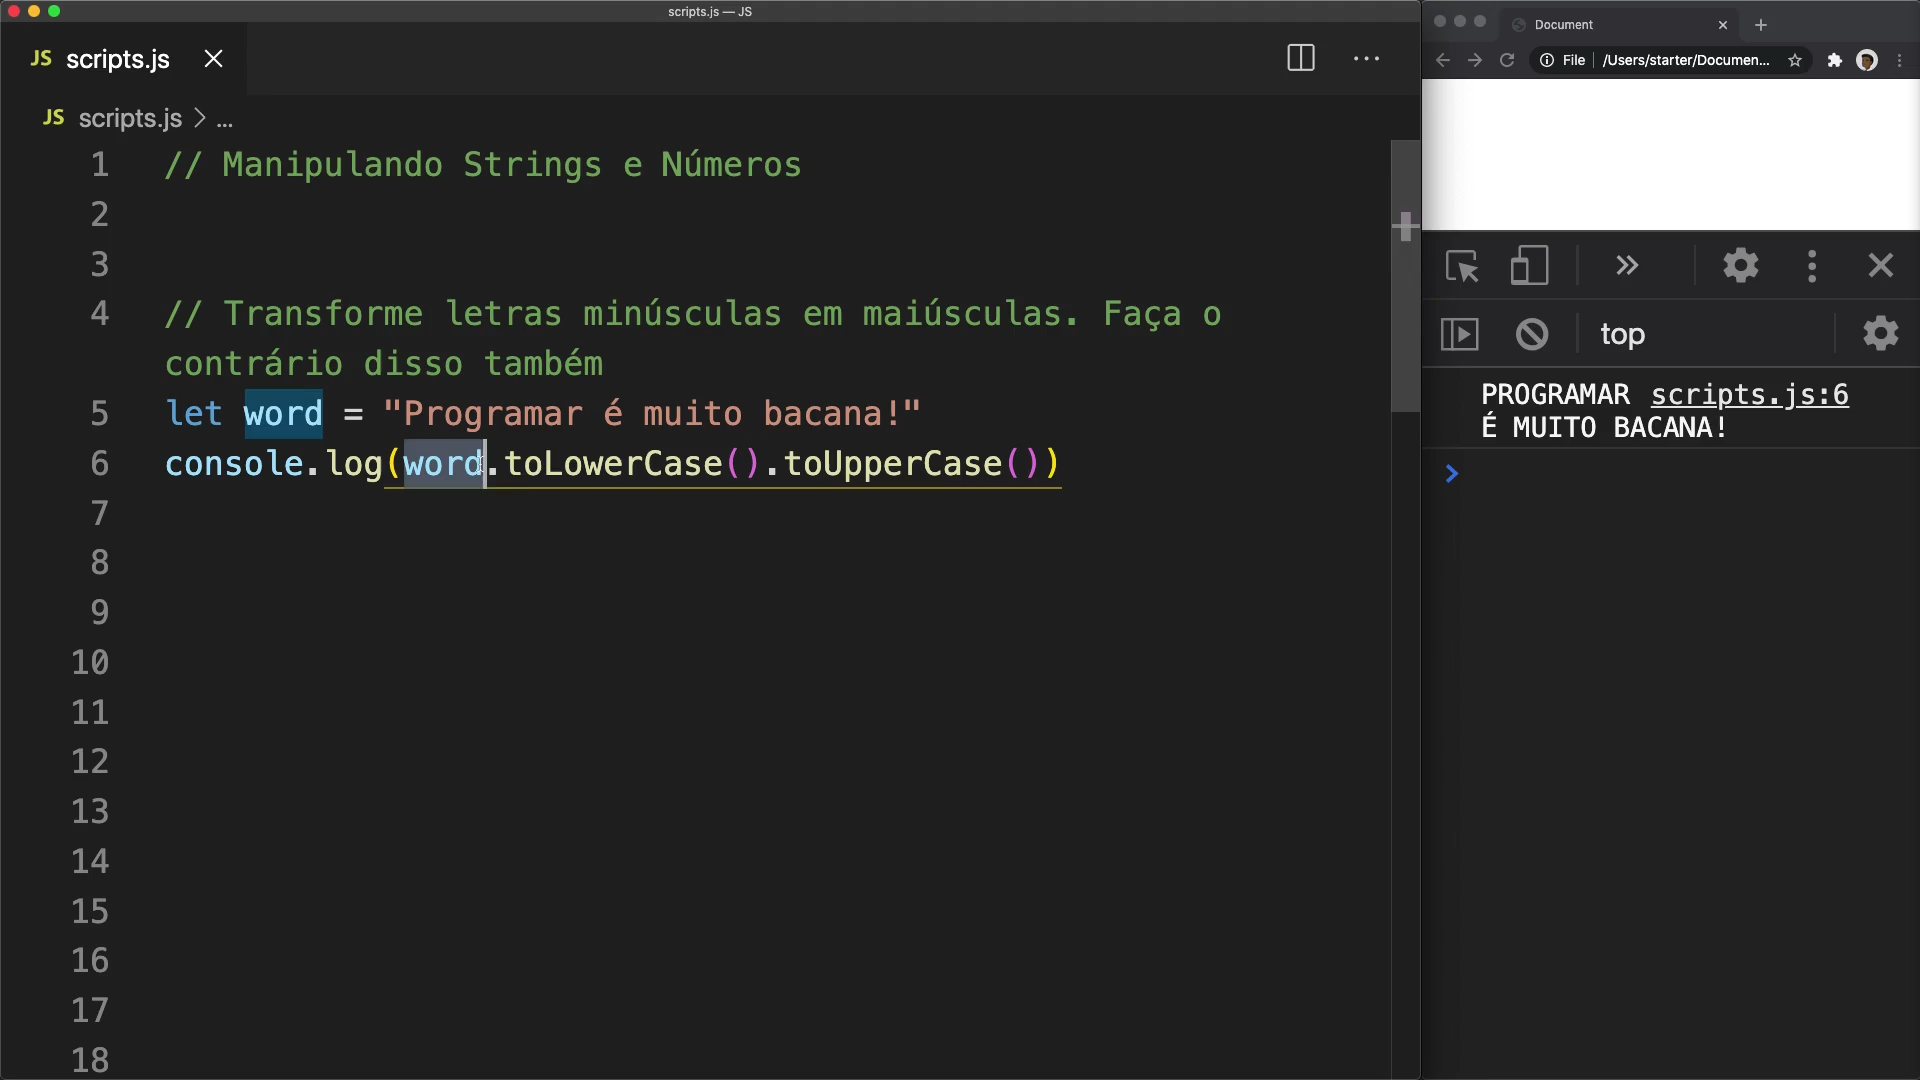 scripts.js — JS
JS scripts.js
JS scripts.js > ...
1 // Manipulando Strings e Números
2
3
4 // Transforme letras minúsculas em maiúsculas. Faça o
contrário disso também
5 let word = "Programar é muito bacana!"
6 console.log(word.toLowerCase().toUpperCase())
7
8
9
10
11
12
13
14
15
16
17
18
Document
File /Users/starter/Documen...
top
PROGRAMAR scripts.js:6
É MUITO BACANA!